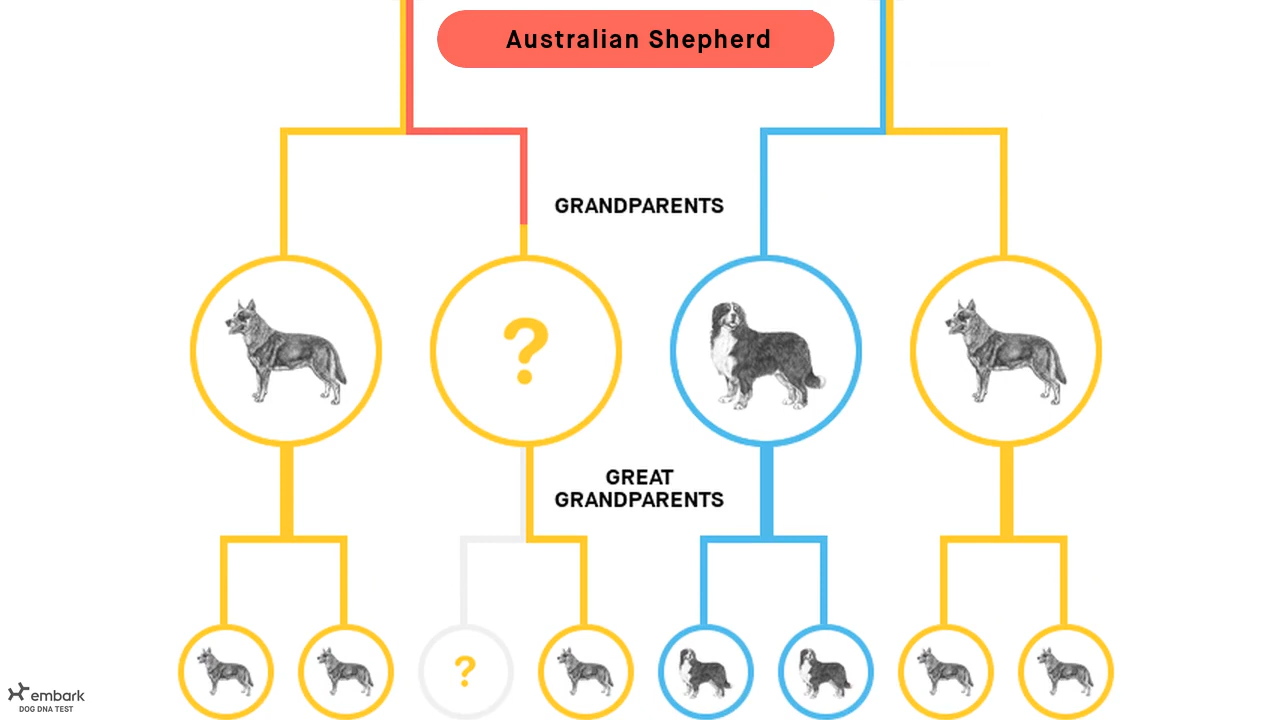 Australian Shepherd
GRANDPARENTS
?
GREAT
GRANDPARENTS
?
embark
DOG DNA TEST